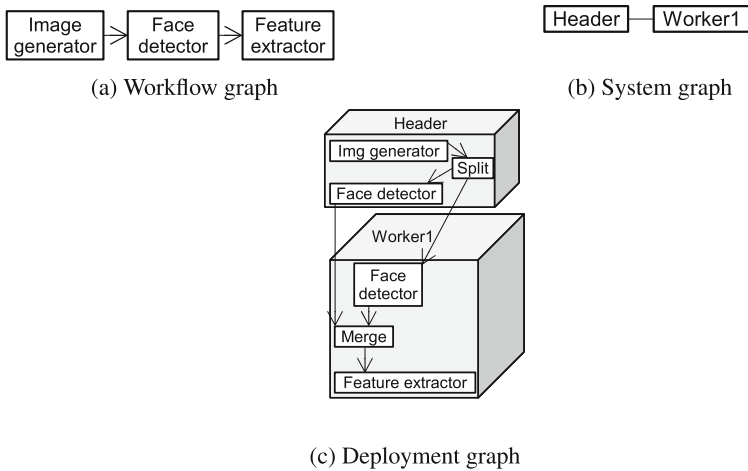 Image generator
Face detector
Feature extractor
Header
Worker1
(a) Workflow graph
(b) System graph
Header
Img generator
Split
Face detector
Worker1
Face
detector
Merge
Feature extractor
(c) Deployment graph